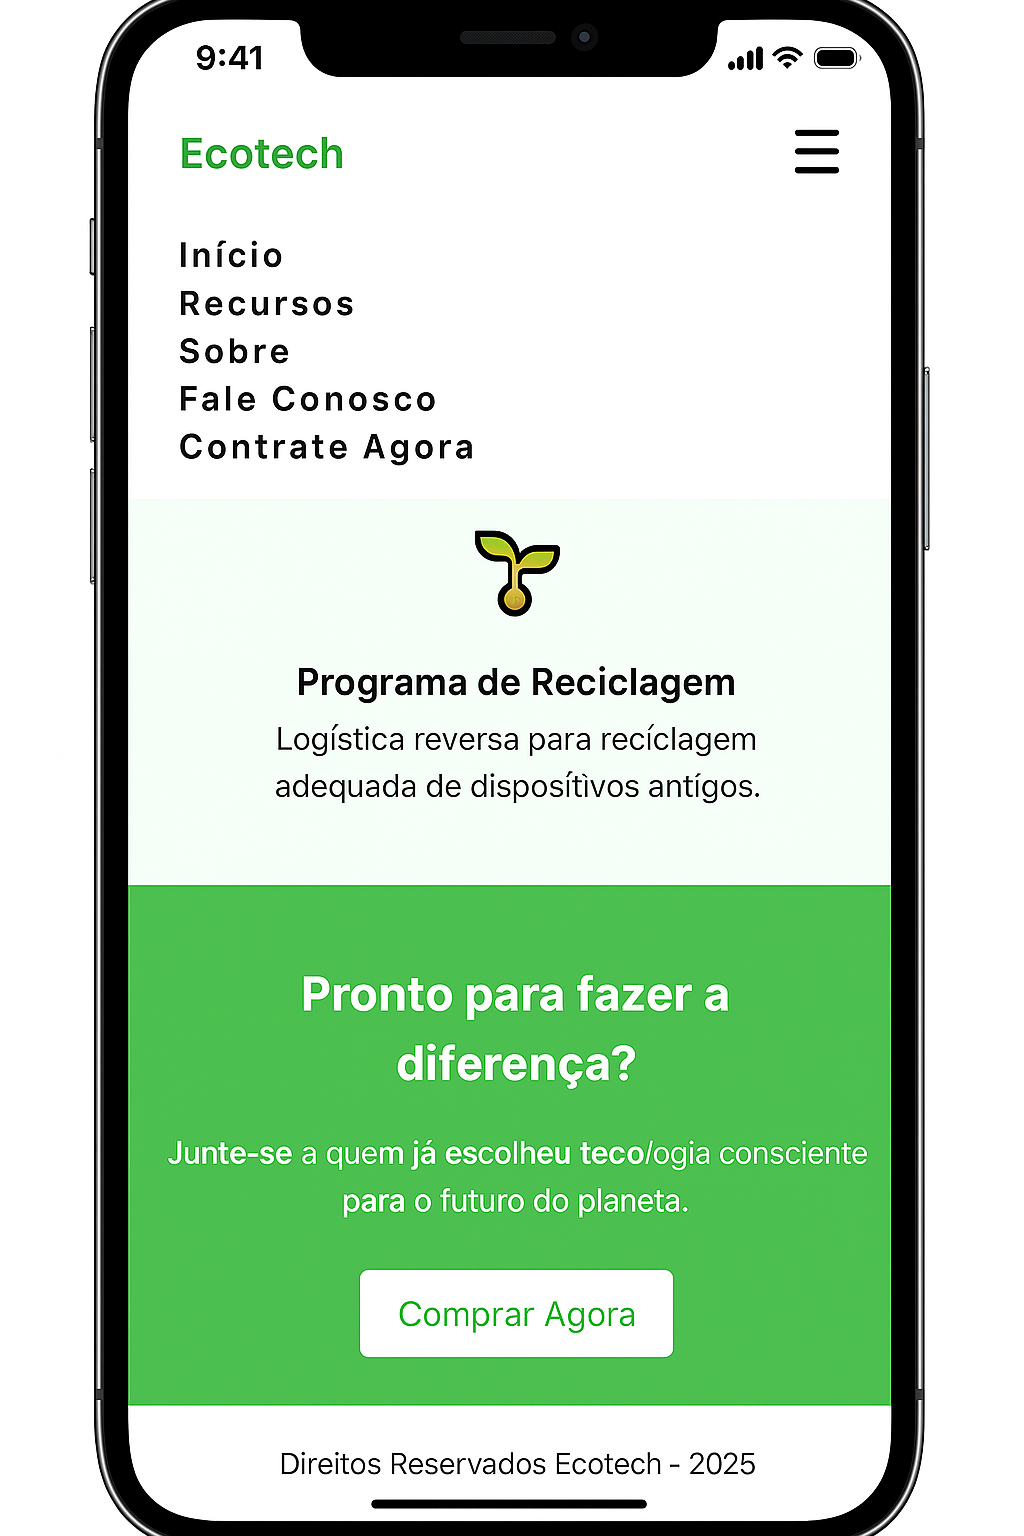 9:41
Ecotech
Início
Recursos
Sobre
Fale Conosco
Contrate Agora
Programa de Reciclagem
Logística reversa para recíclagem
adequada de disposítìvos antígos.
Pronto para fazer a
diferença?
Junte-se a quem já escolheu teco/ogia consciente
para o futuro do planeta.
Comprar Agora
Direitos Reservados Ecotech - 2025